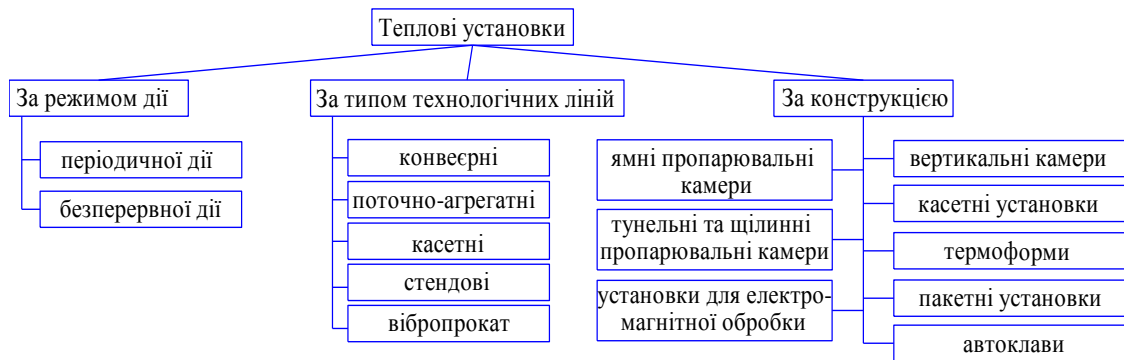 Теплові установки
За режимом дії
періодичної дії
безперервної дії
За типом технологічних ліній
конвеєрні
поточно-агрегатні
касетні
стендові
вібропрокат
За конструкцією
ямні пропарювальні
камери
тунельні та щілинні
пропарювальні камери
установки для електро-
магнітної обробки
вертикальні камери
касетні установки
термоформи
пакетні установки
автоклави